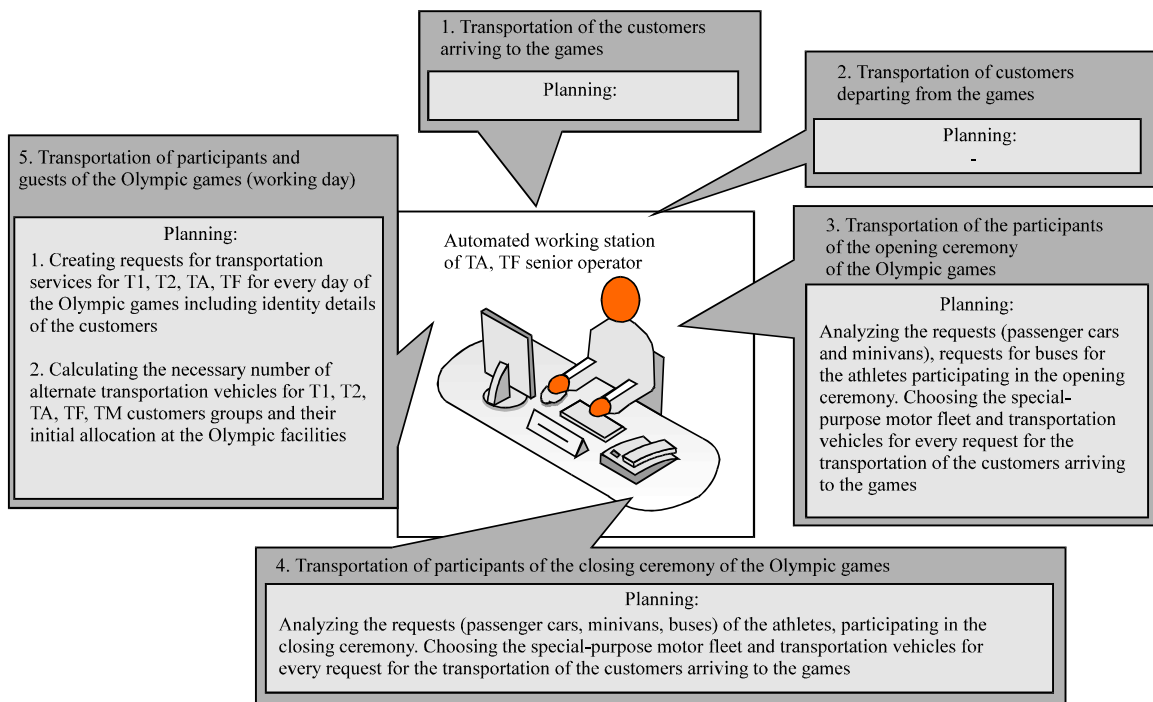 1. Transportation of the customers
arriving to the games
Planning:
2. Transportation of customers
departing from the games
Planning:
-
3. Transportation of the participants
of the opening ceremony
of the Olympic games
Planning:
Analyzing the requests (passenger cars
and minivans), requests for buses for
the athletes participating in the opening
ceremony. Choosing the special-
purpose motor fleet and transportation
vehicles for every request for the
transportation of the customers arriving
to the games
4. Transportation of participants of the closing ceremony of the Olympic games
Planning:
Analyzing the requests (passenger cars, minivans, buses) of the athletes, participating in the
closing ceremony. Choosing the special-purpose motor fleet and transportation vehicles for
every request for the transportation of the customers arriving to the games
5. Transportation of participants and
guests of the Olympic games (working day)
Planning:
1. Creating requests for transportation
services for T1, T2, TA, TF for every day of
the Olympic games including identity details
of the customers
2. Calculating the necessary number of
alternate transportation vehicles for T1, T2,
TA, TF, TM customers groups and their
initial allocation at the Olympic facilities
Automated working station
of TA, TF senior operator